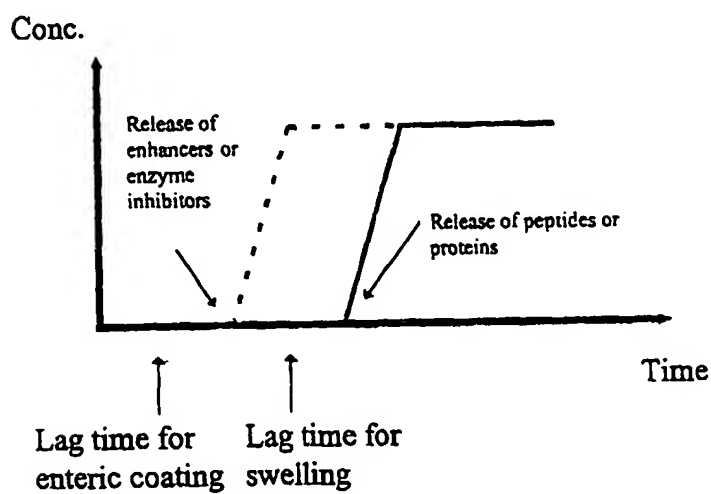 Conc.
Release of
enhancers or
enzyme
inhibitors
Release of peptides or
proteins
Time
Lag time for
enteric coating
Lag time for
swelling